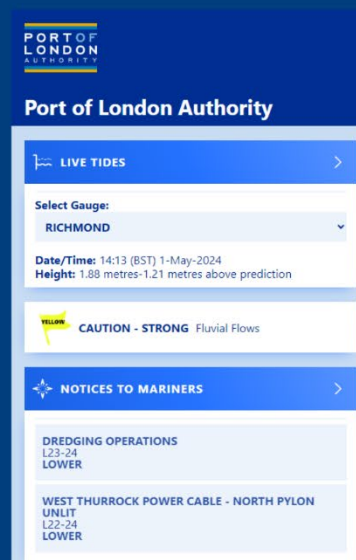 PORT OF
LONDON
AUTHORITY
Port of London Authority
LIVE TIDES
Select Gauge:
RICHMOND
Date/Time: 14:13 (BST) 1-May-2024
Height: 1.88 metres-1.21 metres above prediction
YELLOW
CAUTION - STRONG Fluvial Flows
NOTICES TO MARINERS
DREDGING OPERATIONS
L23-24
LOWER
WEST THURROCK POWER CABLE - NORTH PYLON
UNLIT
L22-24
LOWER